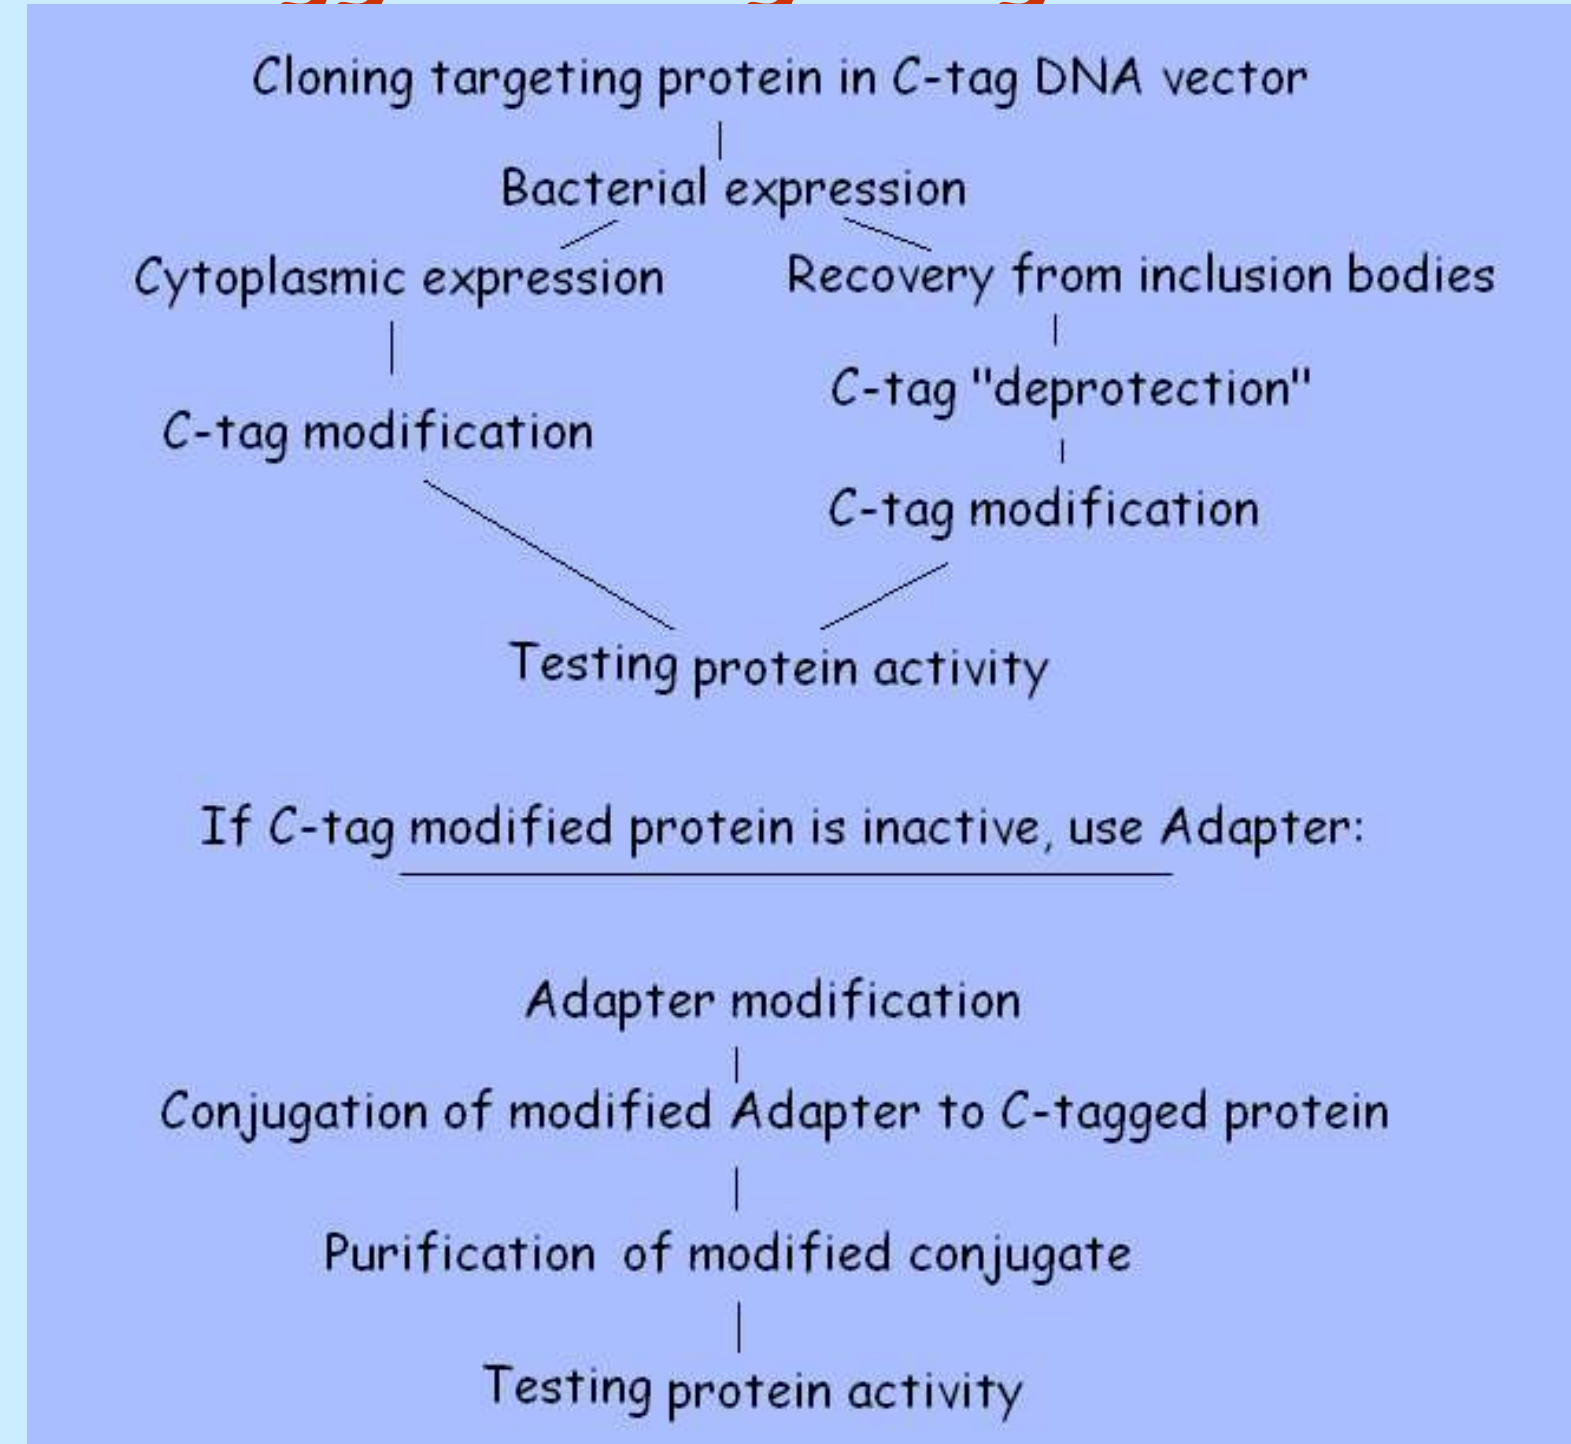 Cloning targeting protein in C-tag DNA vector
Bacterial expression
Cytoplasmic expression
Recovery from inclusion bodies
C-tag "deprotection"
C-tag modification
C-tag modification
Testing protein activity
If C-tag modified protein is inactive, use Adapter:
Adapter modification
Conjugation of modified Adapter to C-tagged protein
Purification of modified conjugate
Testing protein activity